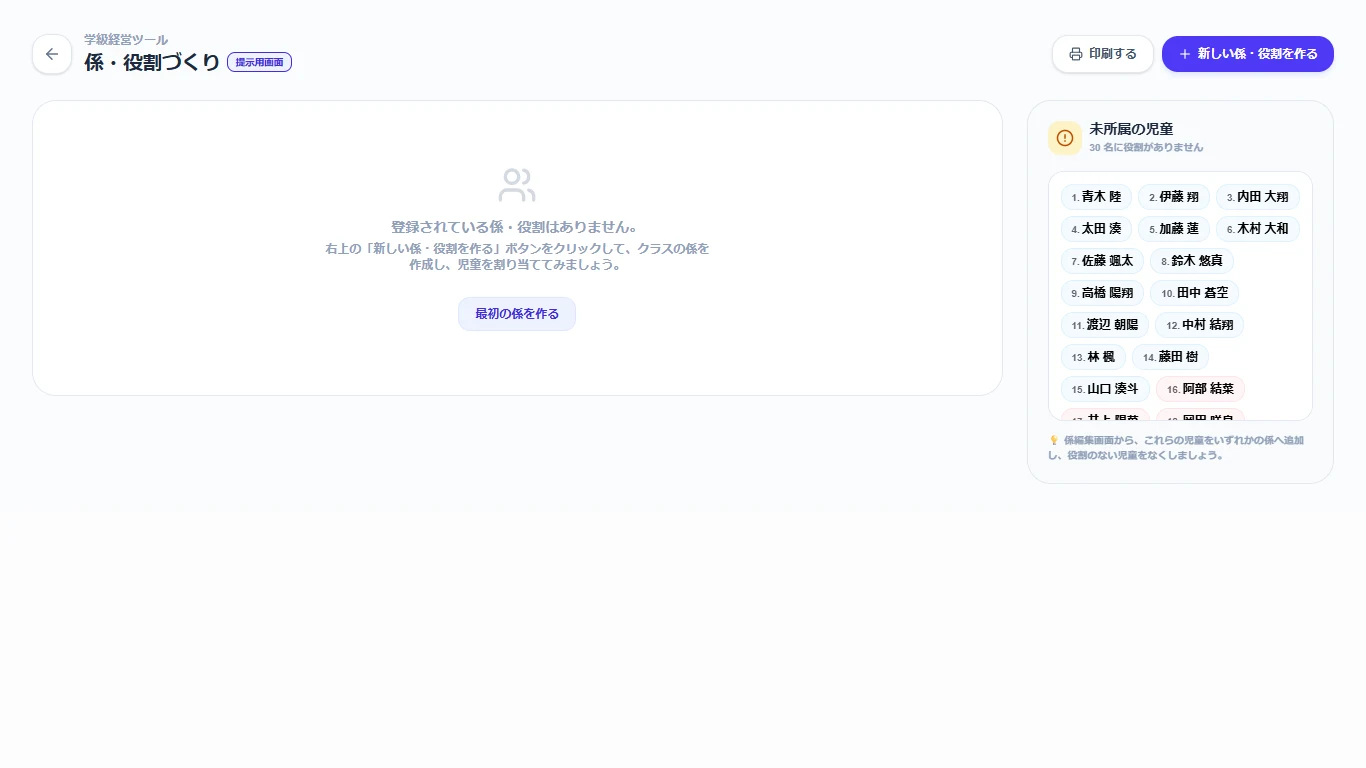 学級経営ツール
係・役割づくり
提示用画面
印刷する
新しい係・役割を作る
登録されている係・役割はありません。
右上の「新しい係・役割を作る」ボタンをクリックして、クラスの係を
作成し、児童を割り当ててみましょう。
最初の係を作る
未所属の児童
30 名に役割がありません
1. 青木 陸 2. 伊藤 翔 3. 内田 大翔
4. 太田 湊 5. 加藤 蓮 6. 木村 大和
7. 佐藤 颯太 8. 鈴木 悠真
9. 高橋 陽翔 10. 田中 蒼空
11. 渡辺 朝陽 12. 中村 結翔
13. 林 楓 14. 藤田 樹
15. 山口 湊斗 16. 阿部 結菜
💡 係編集画面から、これらの児童をいずれかの係へ追加
し、役割のない児童をなくしましょう。